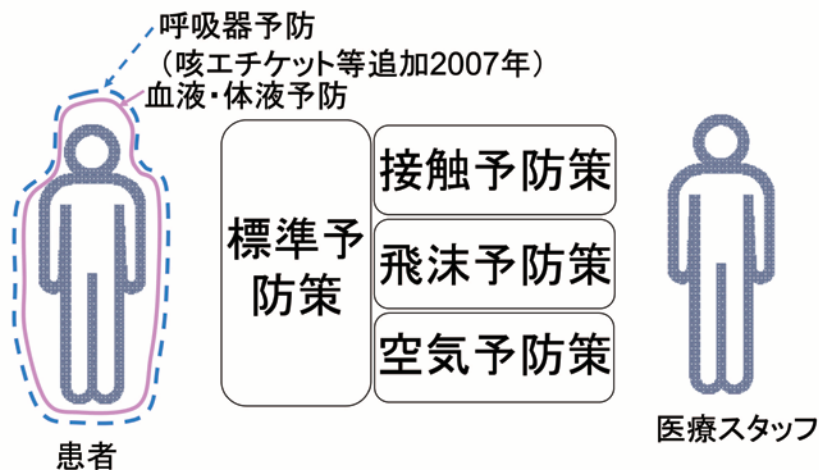 呼吸器予防
（咳エチケット等追加2007年）
血液・体液予防
標準予
防策
接触予防策
飛沫予防策
空気予防策
患者
医療スタッフ